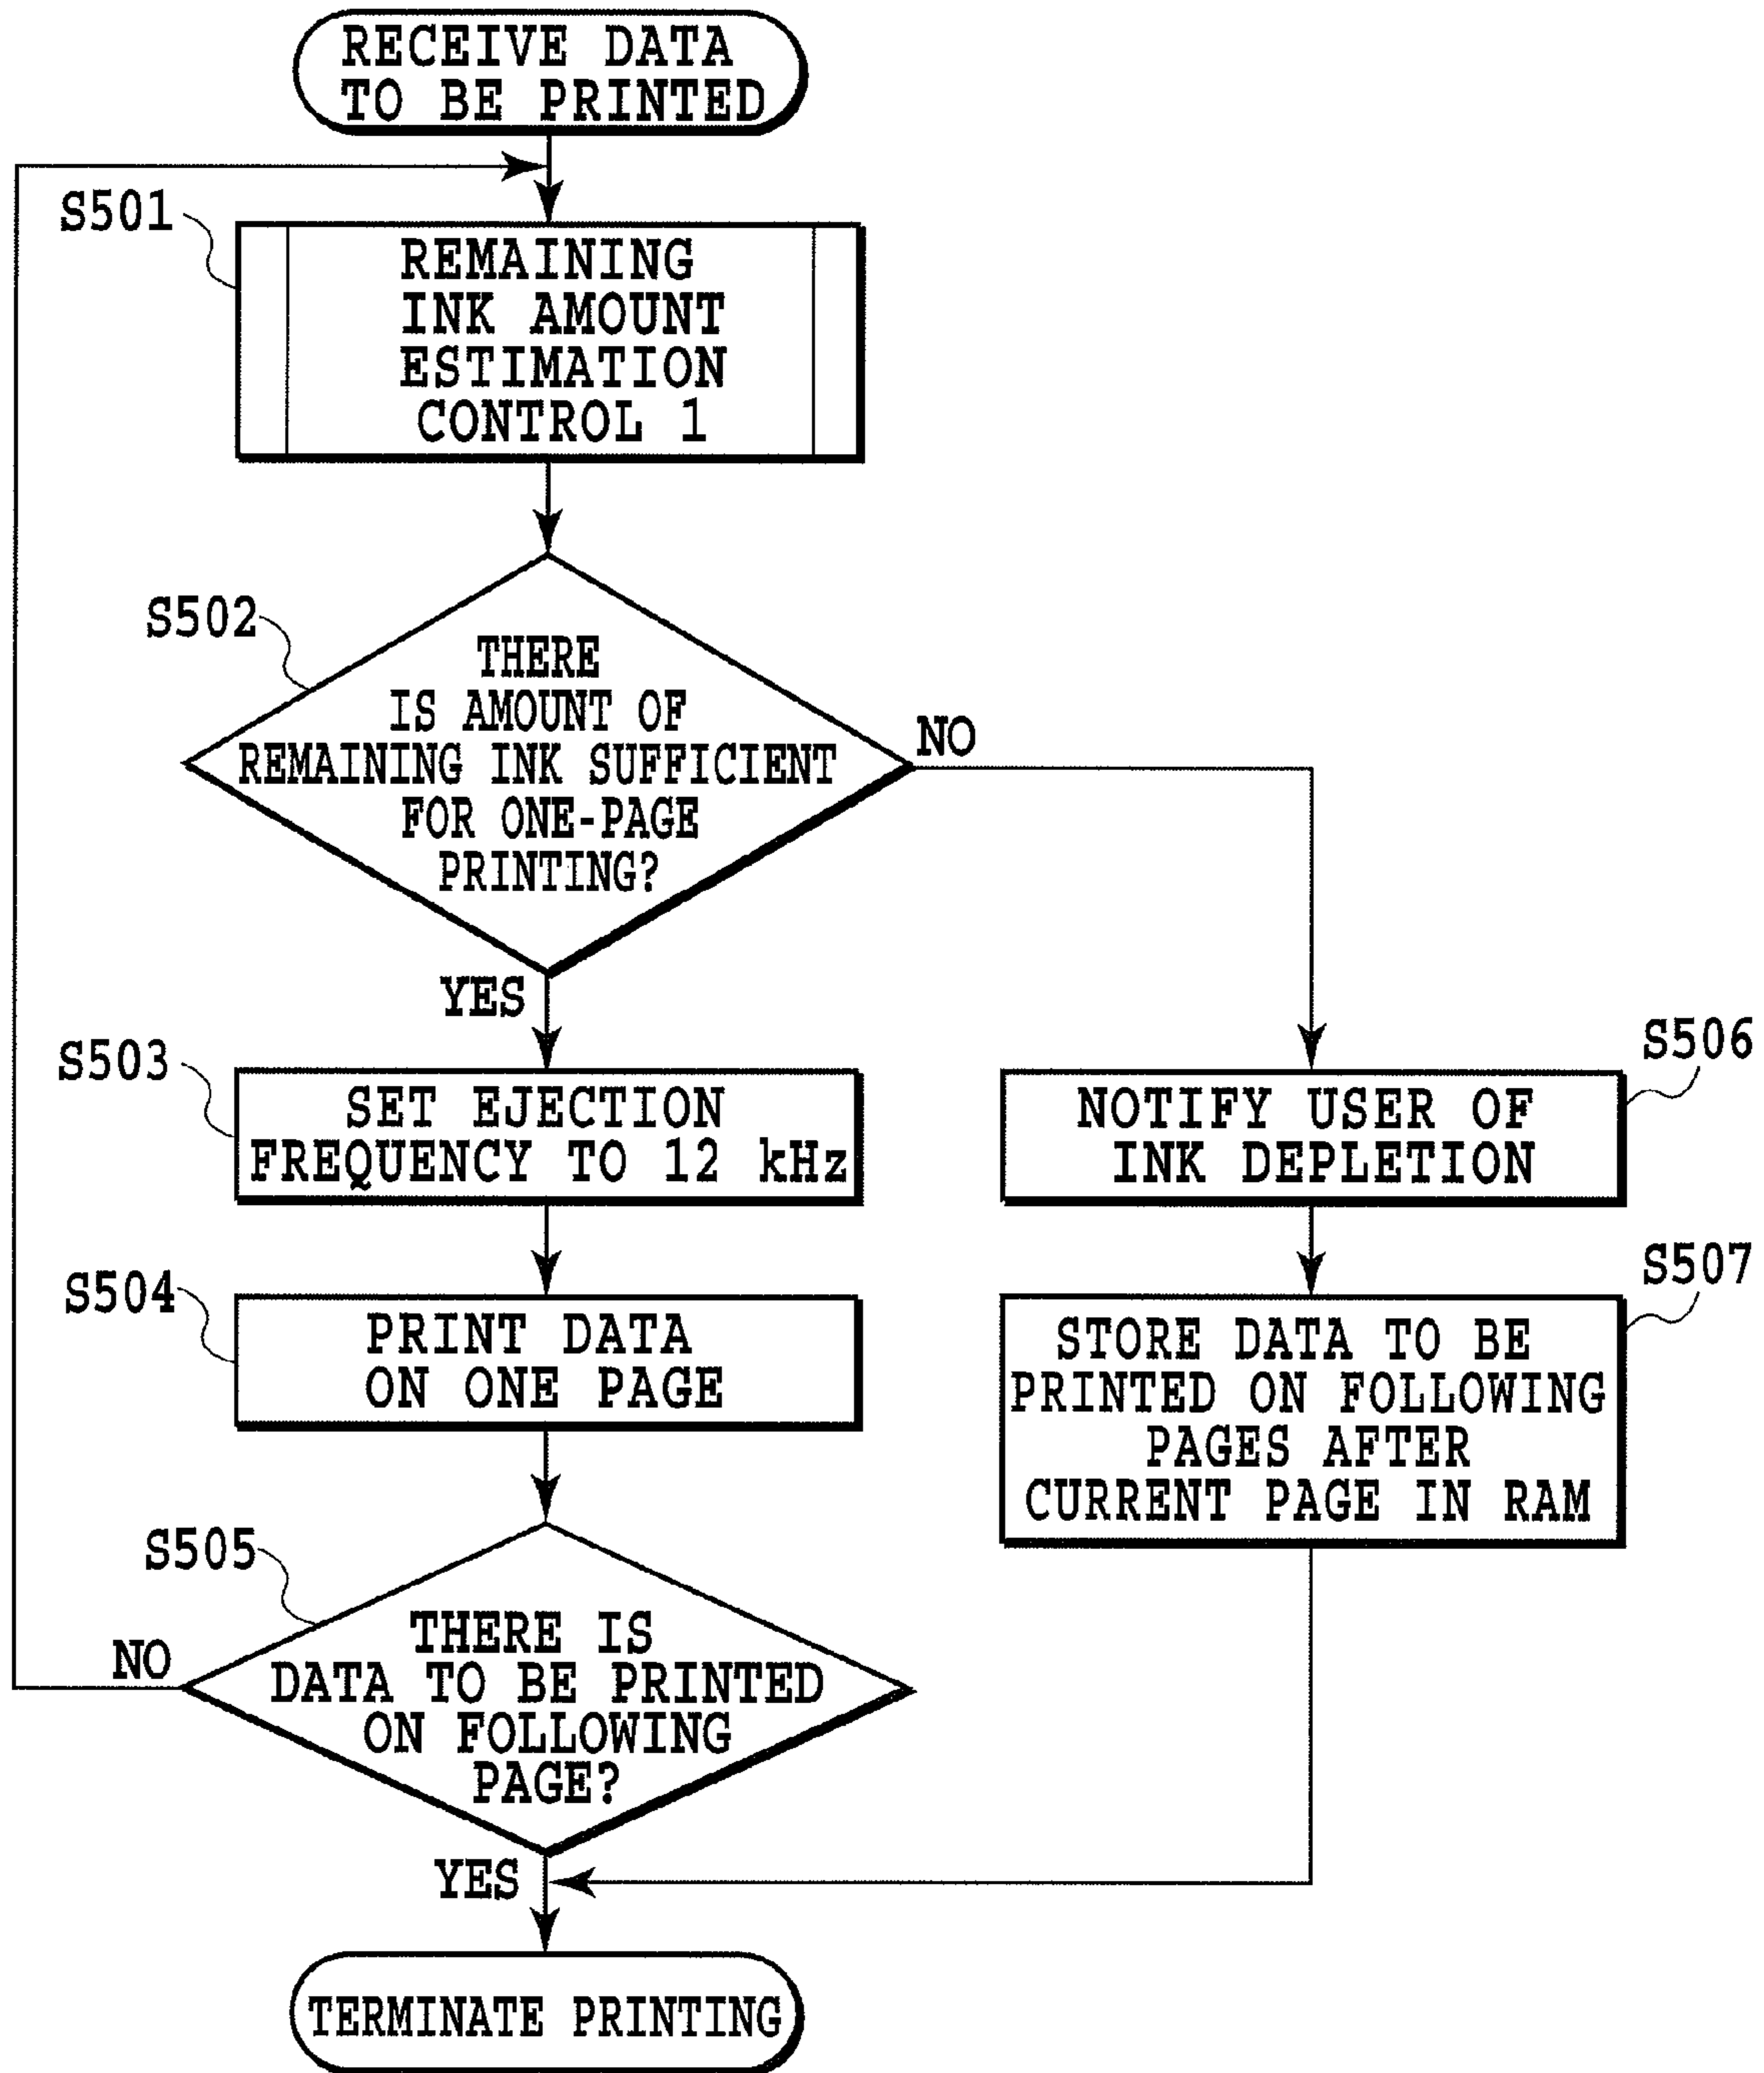 RECEIVE DATA
TO BE PRINTED
S501
REMAINING
INK AMOUNT
ESTIMATION
CONTROL 1
S502
THERE
IS AMOUNT OF
REMAINING INK SUFFICIENT
FOR ONE-PAGE
PRINTING?
NO
YES
S503
SET EJECTION
FREQUENCY TO 12 kHz
S506
NOTIFY USER OF
INK DEPLETION
S504
PRINT DATA
ON ONE PAGE
S507
STORE DATA TO BE
PRINTED ON FOLLOWING
PAGES AFTER
CURRENT PAGE IN RAM
S505
THERE IS
DATA TO BE PRINTED
ON FOLLOWING
PAGE?
NO
YES
TERMINATE PRINTING